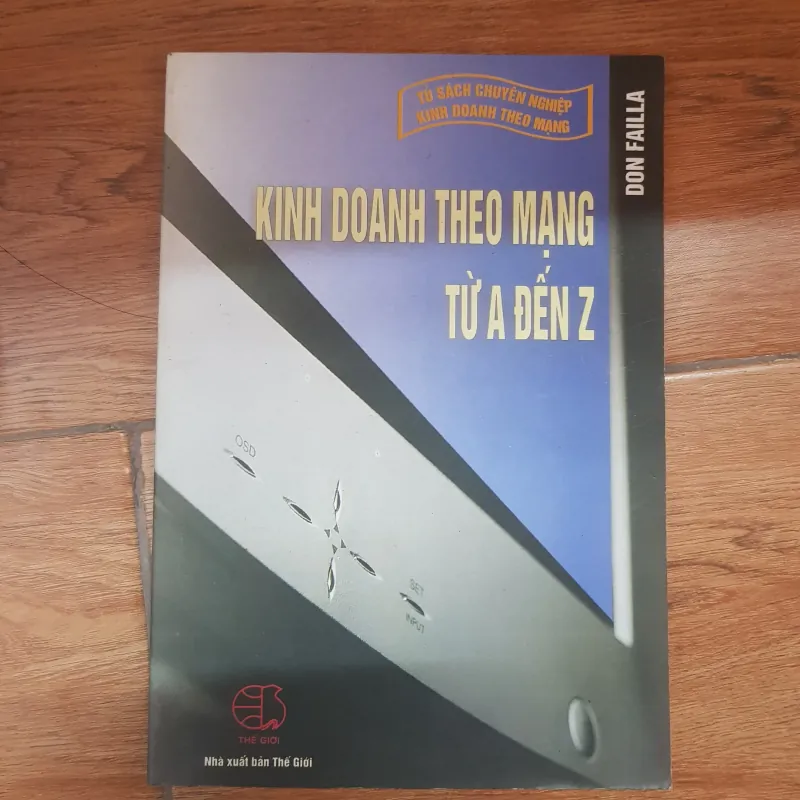 TỦ SÁCH CHUYÊN NGHIỆP
KINH DOANH THEO MẠNG
DON FAILLA
KINH DOANH THEO MẠNG
TỪ A ĐẾN Z
OSD
SET
INPUT
THẾ GIỚI
Nhà xuất bản Thế Giới